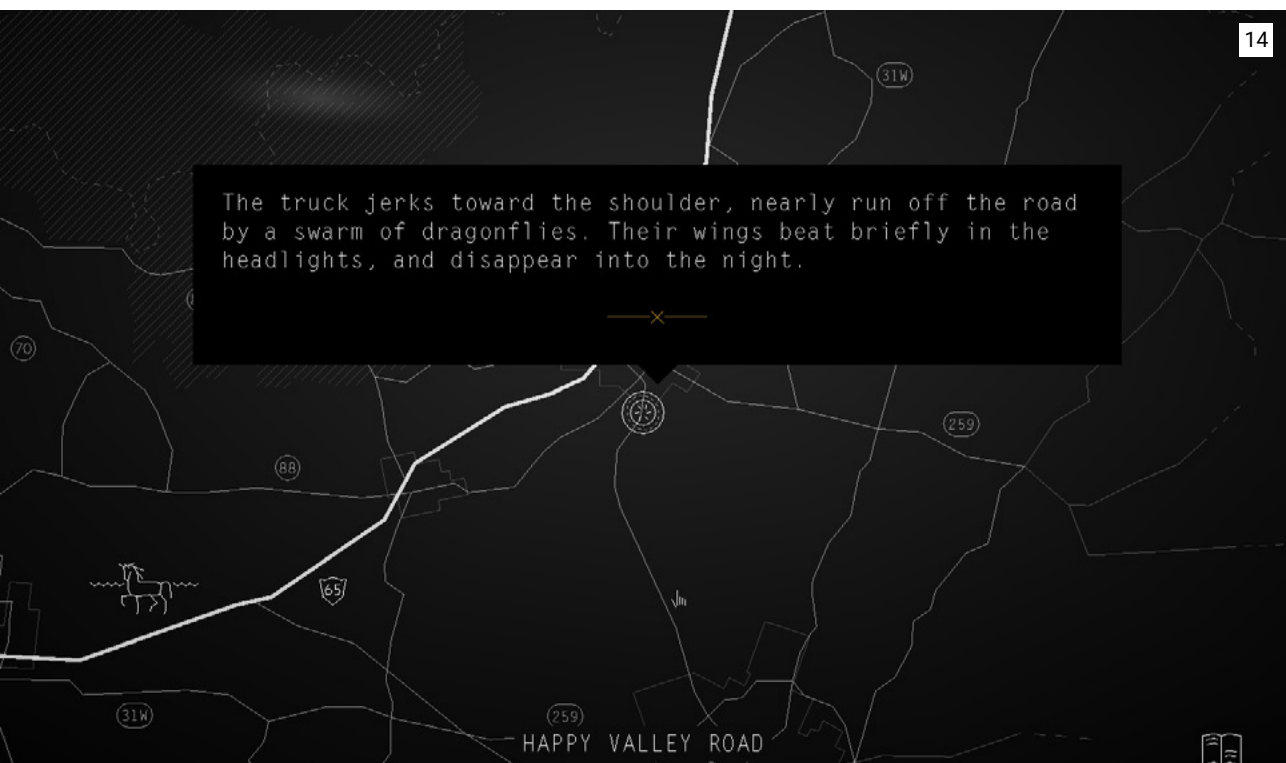 14
31W
The truck jerks toward the shoulder, nearly run off the road
by a swarm of dragonflies. Their wings beat briefly in the
headlights, and disappear into the night.
70
259
88
65
31W
259
HAPPY VALLEY ROAD